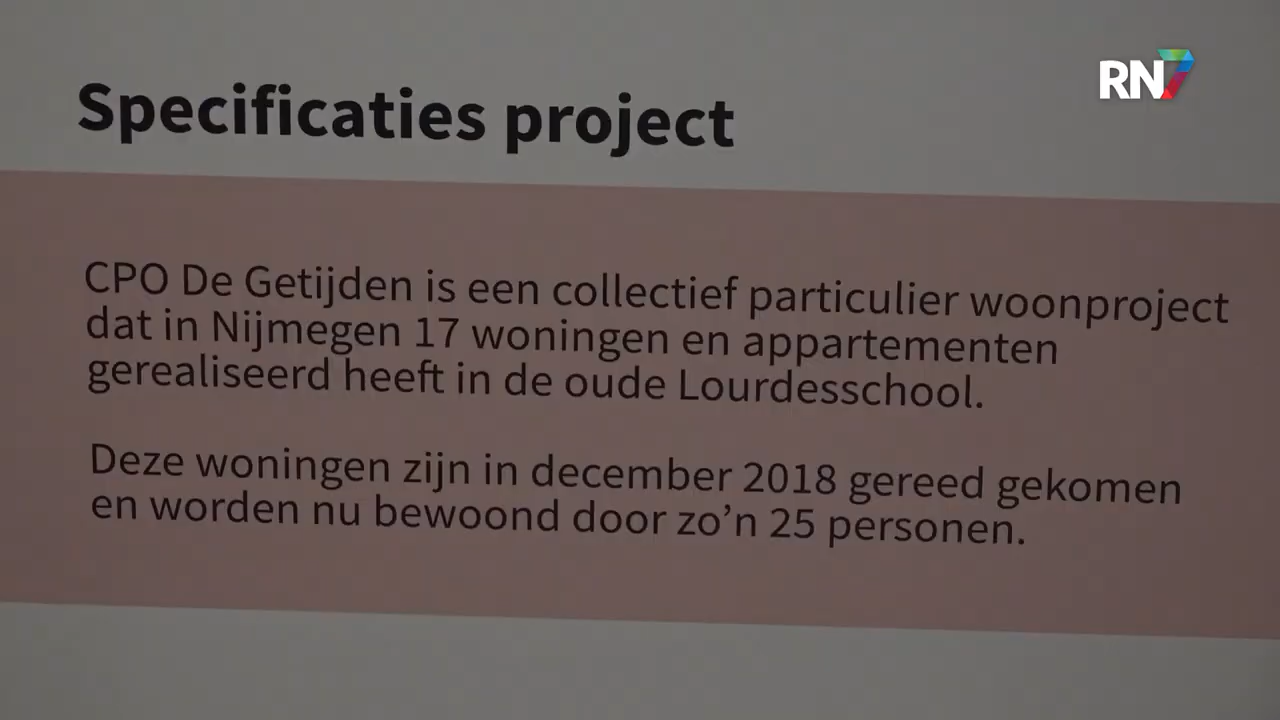 RN7
Specificaties project
CPO De Getijden is een collectief particulier woonproject
dat in Nijmegen 17 woningen en appartementen
gerealiseerd heeft in de oude Lourdesschool.
Deze woningen zijn in december 2018 gereed gekomen
en worden nu bewoond door zo’n 25 personen.